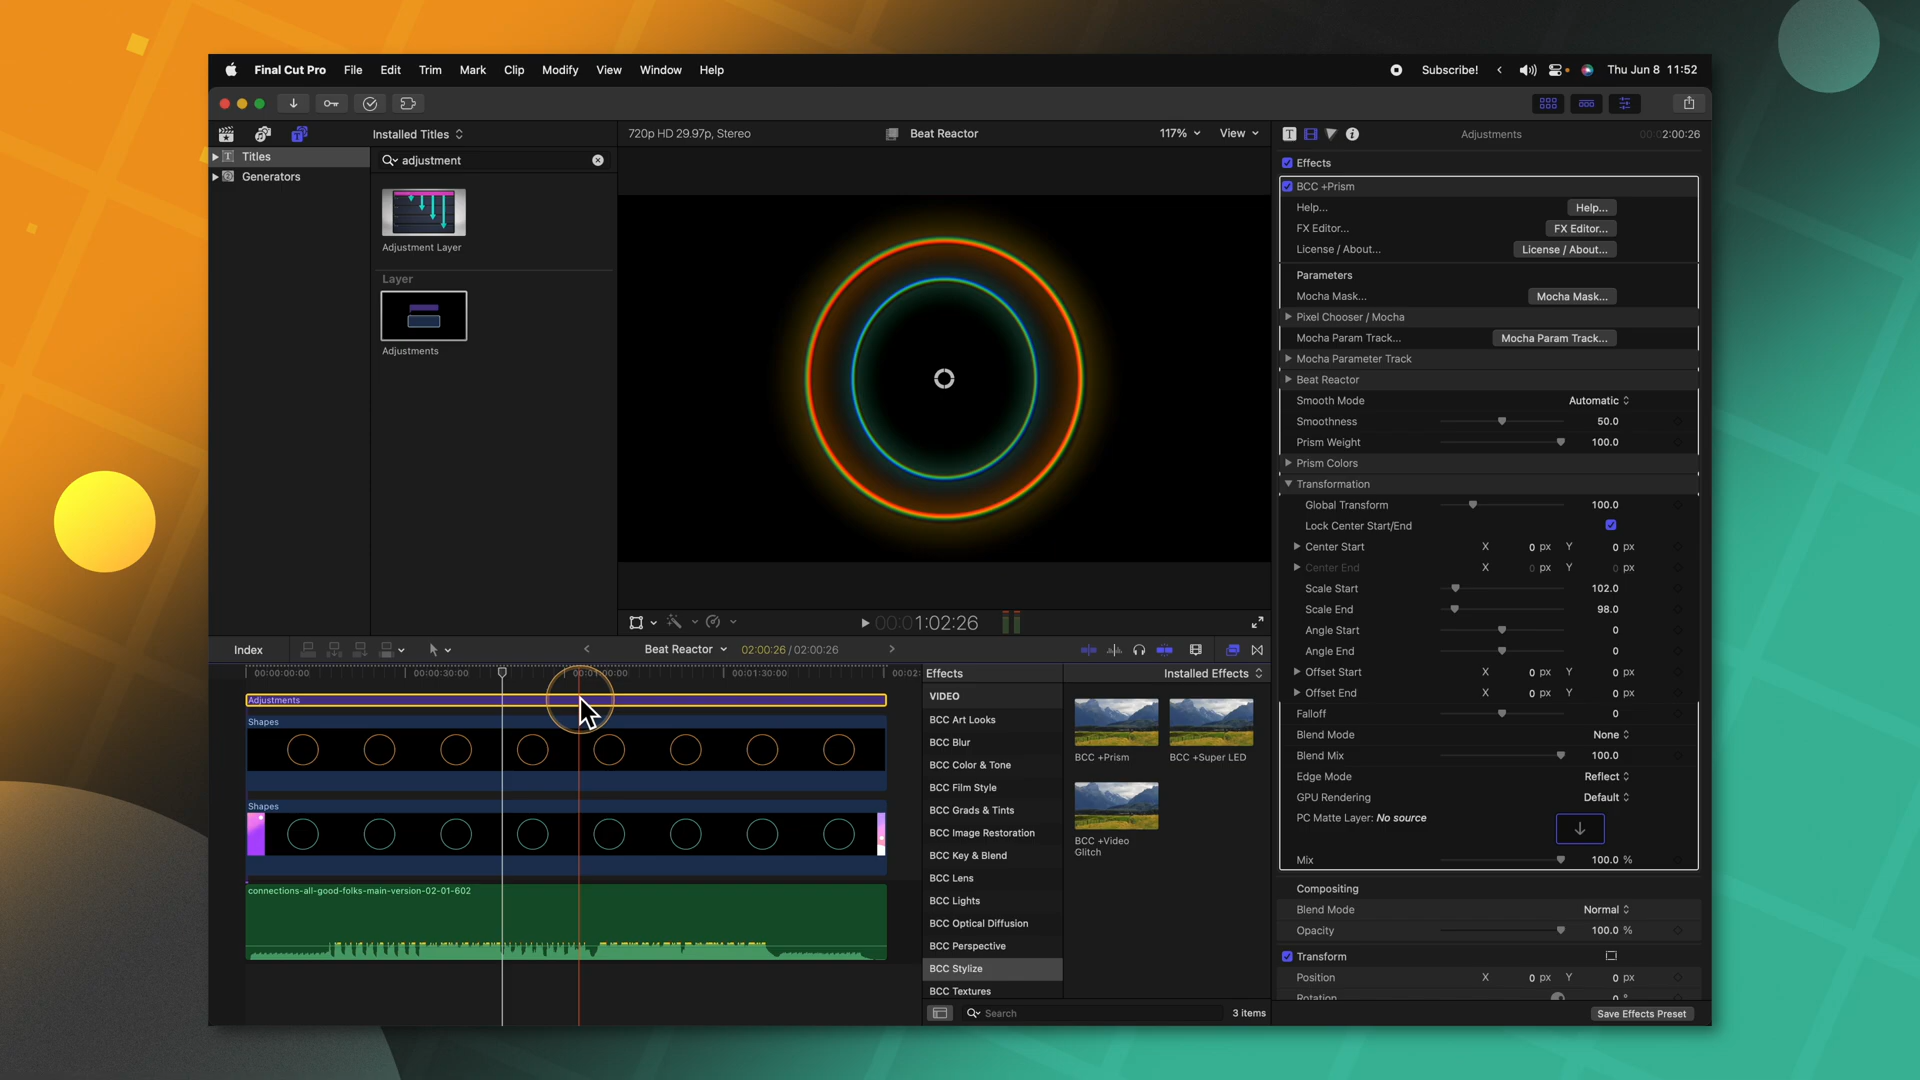 Final Cut Pro File Edit Trim Mark Clip Modify View Window Help
Subscribe! Thu Jun 8 11:52
Installed Titles
Titles
Generators
adjustment
Adjustment Layer
Layer
Adjustments
720p HD 29.97p, Stereo Beat Reactor 117% View
00:01:02:26
Adjustments 00:02:00:26
Effects
BCC +Prism
Help... Help...
FX Editor... FX Editor...
License / About... License / About...
Parameters
Mocha Mask... Mocha Mask...
Pixel Chooser / Mocha
Mocha Param Track... Mocha Param Track...
Mocha Parameter Track
Beat Reactor
Smooth Mode Automatic
Smoothness 50.0
Prism Weight 100.0
Prism Colors
Transformation
Global Transform 100.0
Lock Center Start/End
Center Start X 0 px Y 0 px
Center End X 0 px Y 0 px
Scale Start 102.0
Scale End 98.0
Angle Start 0
Angle End 0
Offset Start X 0 px Y 0 px
Offset End X 0 px Y 0 px
Falloff 0
Blend Mode None
Blend Mix 100.0
Edge Mode Reflect
GPU Rendering Default
PC Matte Layer: No source
Mix 100.0 %
Compositing
Blend Mode Normal
Opacity 100.0 %
Transform
Position X 0 px Y 0 px
Rotation 0 °
Save Effects Preset
Index Beat Reactor 02:00:26 / 02:00:26
00:00:00:00 00:00:30:00 00:01:00:00 00:01:30:00 00:02:
Adjustments
Shapes
Shapes
connections-all-good-folks-main-version-02-01-602
Effects Installed Effects
VIDEO
BCC Art Looks
BCC Blur
BCC Color & Tone
BCC Film Style
BCC Grads & Tints
BCC Image Restoration
BCC Key & Blend
BCC Lens
BCC Lights
BCC Optical Diffusion
BCC Perspective
BCC Stylize
BCC Textures
BCC +Prism
BCC +Super LED
BCC +Video
Glitch
Search 3 items